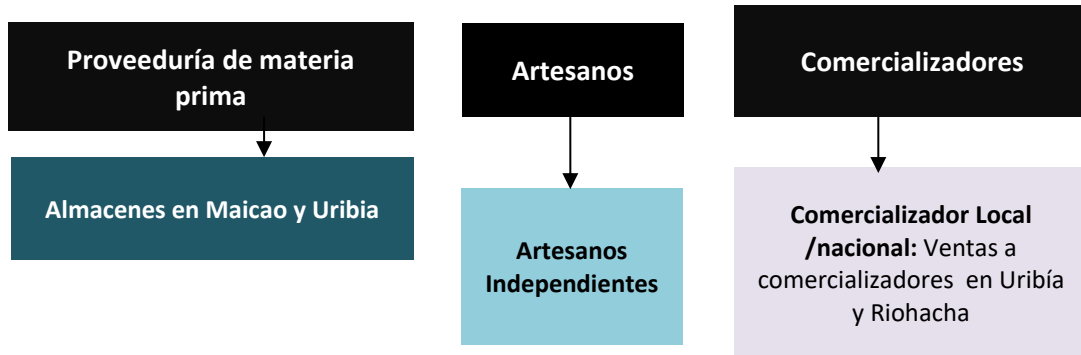 Proveeduría de materia
prima
Artesanos
Comercializadores
Almacenes en Maicao y Uribia
Artesanos
Independientes
Comercializador Local
/nacional: Ventas a
comercializadores en Uribía
y Riohacha